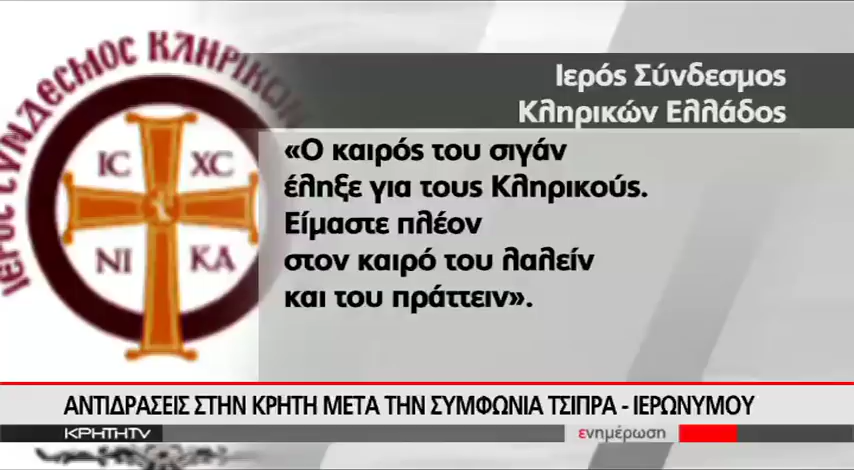 ΙΕΡΟΣ ΣΥΝΔΕΣΜΟΣ ΚΛΗΡΙΚΩΝ
IC XC
NI KA
Ιερός Σύνδεσμος
Κληρικών Ελλάδος
«Ο καιρός του σιγάν
έληξε για τους Κληρικούς.
Είμαστε πλέον
στον καιρό του λαλείν
και του πράττειν».
ΑΝΤΙΔΡΑΣΕΙΣ ΣΤΗΝ ΚΡΗΤΗ ΜΕΤΑ ΤΗΝ ΣΥΜΦΩΝΙΑ ΤΣΙΠΡΑ - ΙΕΡΩΝΥΜΟΥ
ΚΡΗΤΗTV
ενημέρωση